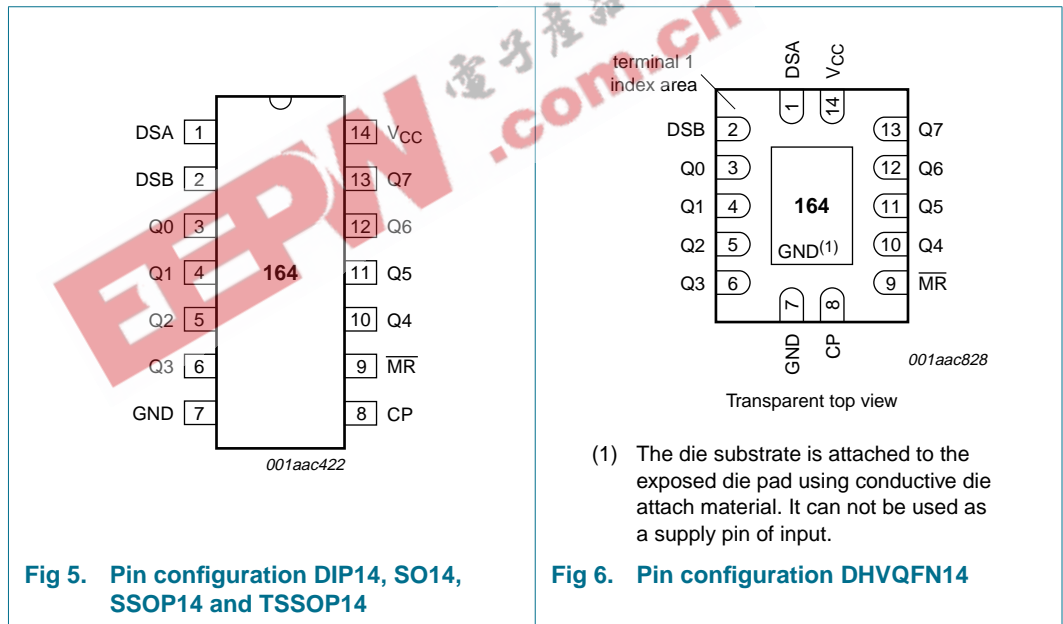 DSA 1
DSB 2
Q0 3
Q1 4
Q2 5
Q3 6
GND 7
164
14 VCC
13 Q7
12 Q6
11 Q5
10 Q4
9 MR
8 CP
001aac422
Fig 5. Pin configuration DIP14, SO14,
SSOP14 and TSSOP14
EEPW .com.cn
電子產品
terminal 1
index area
DSA
VCC
1
14
DSB 2
Q0 3
Q1 4
Q2 5
Q3 6
164
GND(1)
13 Q7
12 Q6
11 Q5
10 Q4
9 MR
7
8
GND
CP
001aac828
Transparent top view
(1) The die substrate is attached to the
exposed die pad using conductive die
attach material. It can not be used as
a supply pin of input.
Fig 6. Pin configuration DHVQFN14